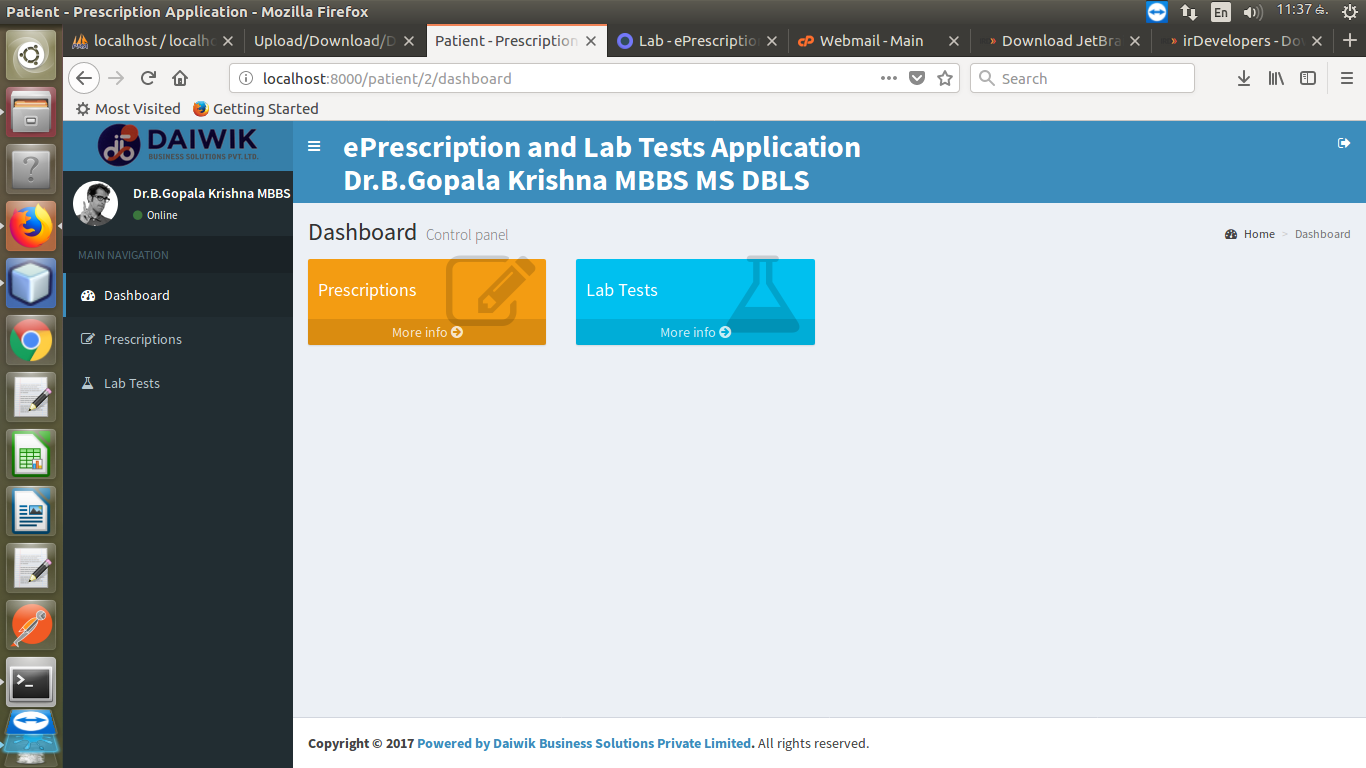 Patient - Prescription Application - Mozilla Firefox
En
localhost / localho
Upload/Download/D
Patient - Prescription
Lab - ePrescriptio
Webmail - Main
Download JetBra
irDevelopers - Do
localhost:8000/patient/2/dashboard
Search
Most Visited
Getting Started
DAIWIK
BUSINESS SOLUTIONS PVT.LTD.
ePrescription and Lab Tests Application
Dr.B.Gopala Krishna MBBS MS DBLS
Dr.B.Gopala Krishna MBBS
Online
MAIN NAVIGATION
Dashboard
Prescriptions
Lab Tests
Dashboard Control panel
Home > Dashboard
Prescriptions
More info
Lab Tests
More info
Copyright © 2017 Powered by Daiwik Business Solutions Private Limited. All rights reserved.